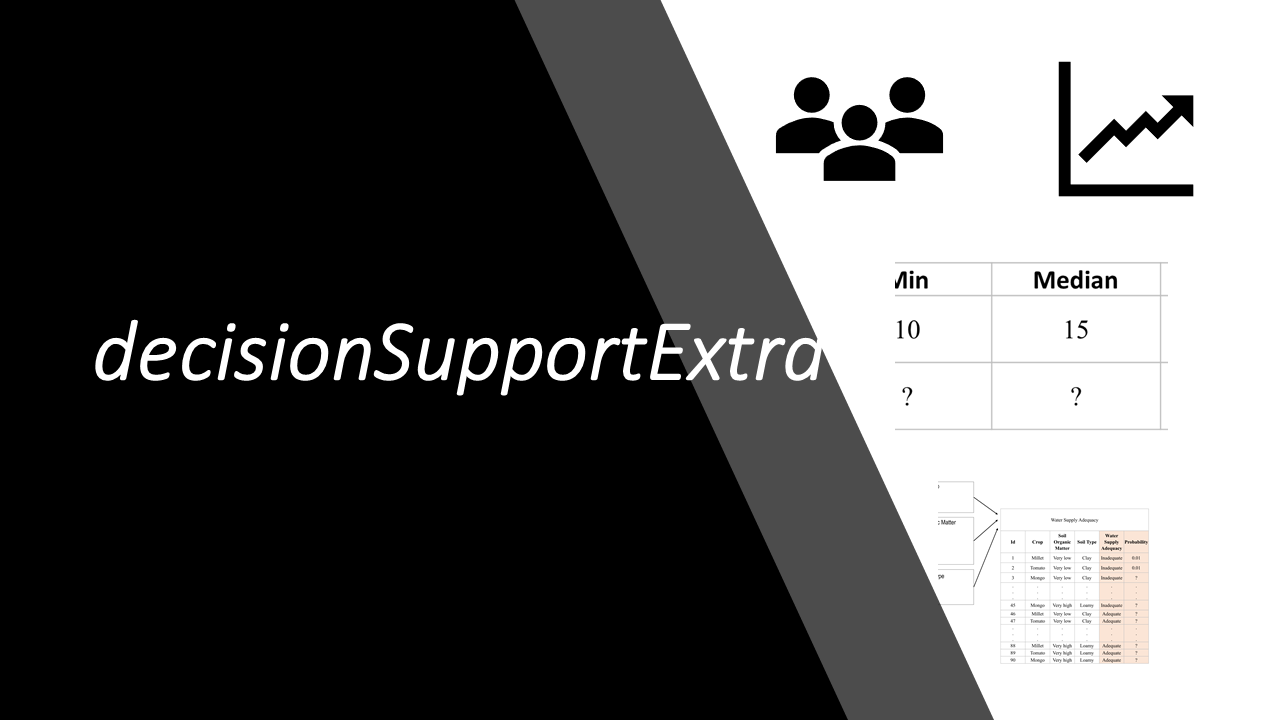 decisionSupportExtra
Min Median
10 15
? ?
c Matter
Water Supply Adequacy
Id Crop Soil Organic Matter Soil Type Water Supply Adequacy Probability
1 Millet Very low Clay Inadequate 0.01
2 Tomato Very low Clay Inadequate 0.01
3 Mongo Very low Clay Inadequate ?
. . . . . .
. . . . . .
. . . . . .
45 Mongo Very high Loamy Inadequate ?
46 Millet Very low Clay Adequate ?
47 Tomato Very low Clay Adequate ?
. . . . . .
. . . . . .
. . . . . .
88 Millet Very high Loamy Adequate ?
89 Tomato Very high Loamy Adequate ?
90 Mongo Very high Loamy Adequate ?
ype